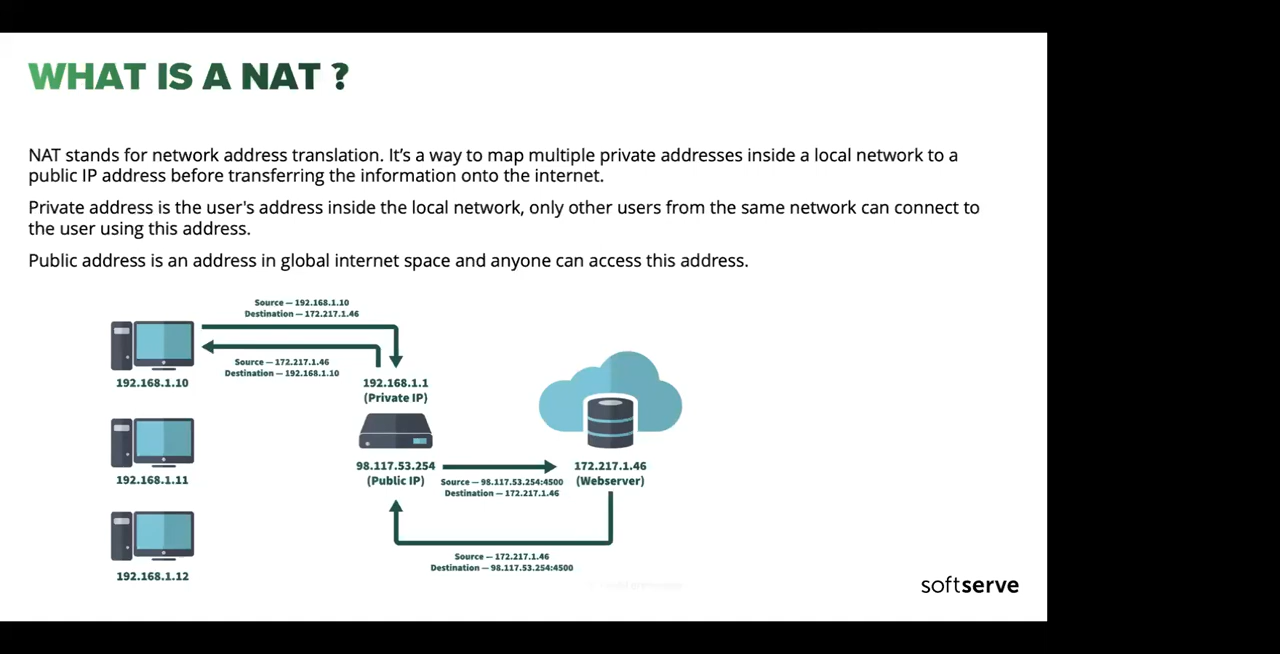 WHAT IS A NAT ?
NAT stands for network address translation. It's a way to map multiple private addresses inside a local network to a
public IP address before transferring the information onto the internet.
Private address is the user's address inside the local network, only other users from the same network can connect to
the user using this address.
Public address is an address in global internet space and anyone can access this address.
Source — 192.168.1.10
Destination — 172.217.1.46
Source — 172.217.1.46
Destination — 192.168.1.10
192.168.1.10
192.168.1.1
(Private IP)
192.168.1.11
98.117.53.254
(Public IP)
Source — 98.117.53.254:4500
Destination — 172.217.1.46
172.217.1.46
(Webserver)
Source — 172.217.1.46
Destination — 98.117.53.254:4500
192.168.1.12
softserve